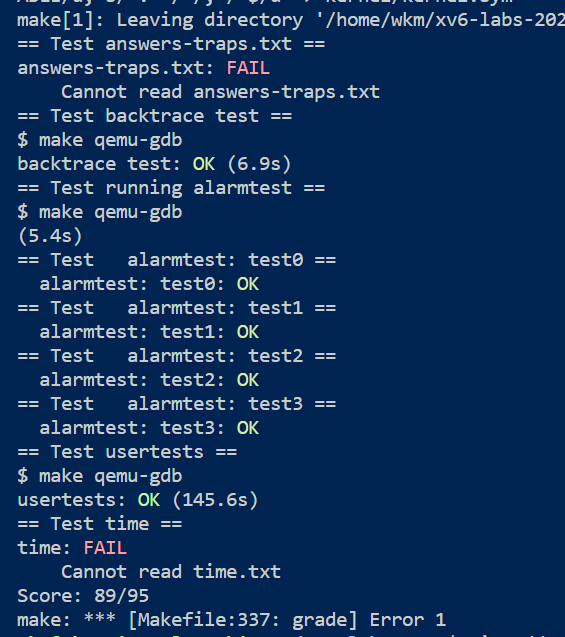 make[1]: Leaving directory '/home/wkm/xv6-labs-202
== Test answers-traps.txt ==
answers-traps.txt: FAIL
    Cannot read answers-traps.txt
== Test backtrace test ==
$ make qemu-gdb
backtrace test: OK (6.9s)
== Test running alarmtest ==
$ make qemu-gdb
(5.4s)
== Test   alarmtest: test0 ==
  alarmtest: test0: OK
== Test   alarmtest: test1 ==
  alarmtest: test1: OK
== Test   alarmtest: test2 ==
  alarmtest: test2: OK
== Test   alarmtest: test3 ==
  alarmtest: test3: OK
== Test usertests ==
$ make qemu-gdb
usertests: OK (145.6s)
== Test time ==
time: FAIL
    Cannot read time.txt
Score: 89/95
make: *** [Makefile:337: grade] Error 1